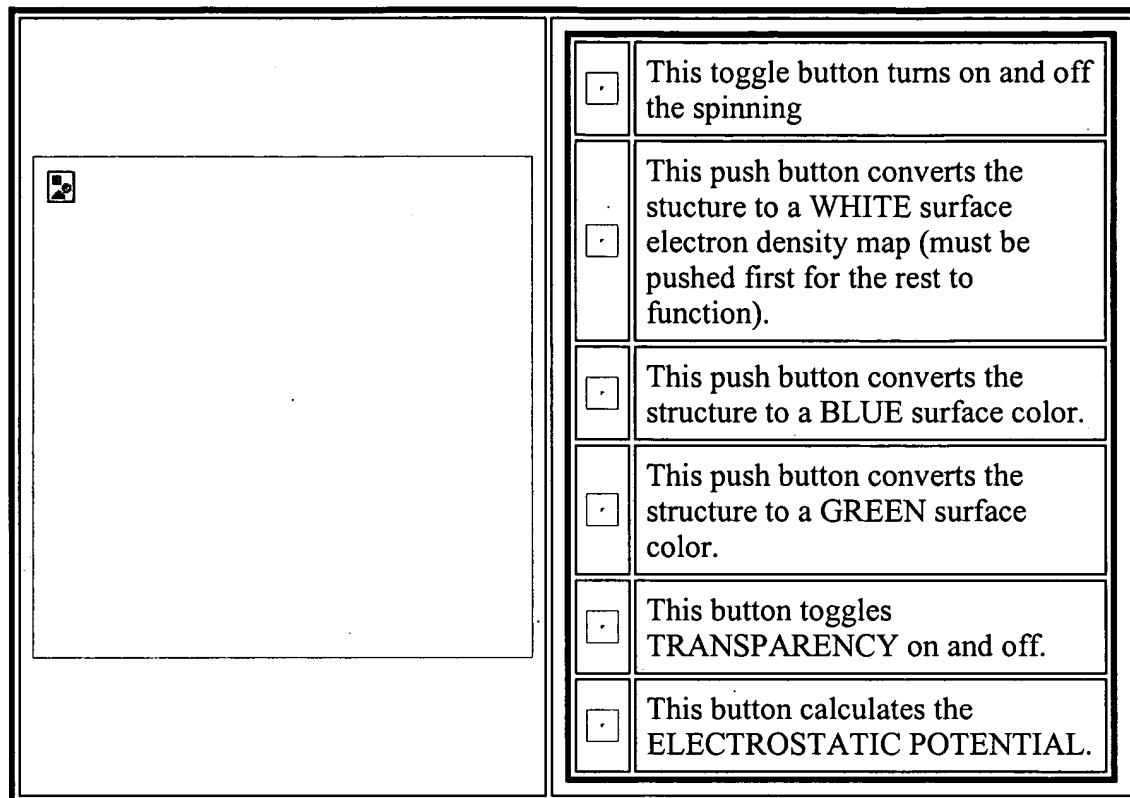 This toggle button turns on and off
the spinning
This push button converts the
stucture to a WHITE surface
electron density map (must be
pushed first for the rest to
function).
This push button converts the
structure to a BLUE surface color.
This push button converts the
structure to a GREEN surface
color.
This button toggles
TRANSPARENCY on and off.
This button calculates the
ELECTROSTATIC POTENTIAL.